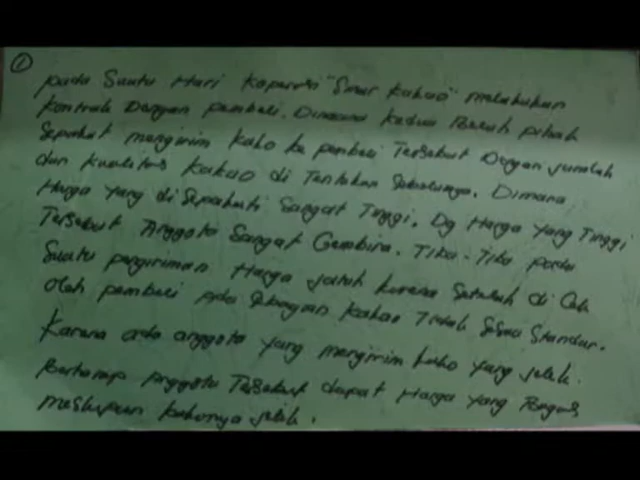 ①
pada Suatu Hari Koperasi "Sinar Kakao" melakukan
Kontrak Dengan pembeli. Dimana Kedua Belah pihak
Sepakat mengirim Kako ke pembeli Tersebut Dengan jumlah
dan Kualitas Kakao di Tentukan Sebelumnya. Dimana
Harga yang di Sepakati Sangat Tinggi. Dg Harga Yang Tinggi
Tersebut Anggota Sangat Gembira. Tiba-Tiba pada
Suatu pengiriman Harga jatuh karena Setelah di Cek
Oleh pembeli ada Sebagian Kakao Tidak Sesuai Standar.
Karena ada anggota yang mengirim kako yang jelek.
Berharap Anggota Tersebut dapat Harga yang Bagus
meskipun kakonya jelek.